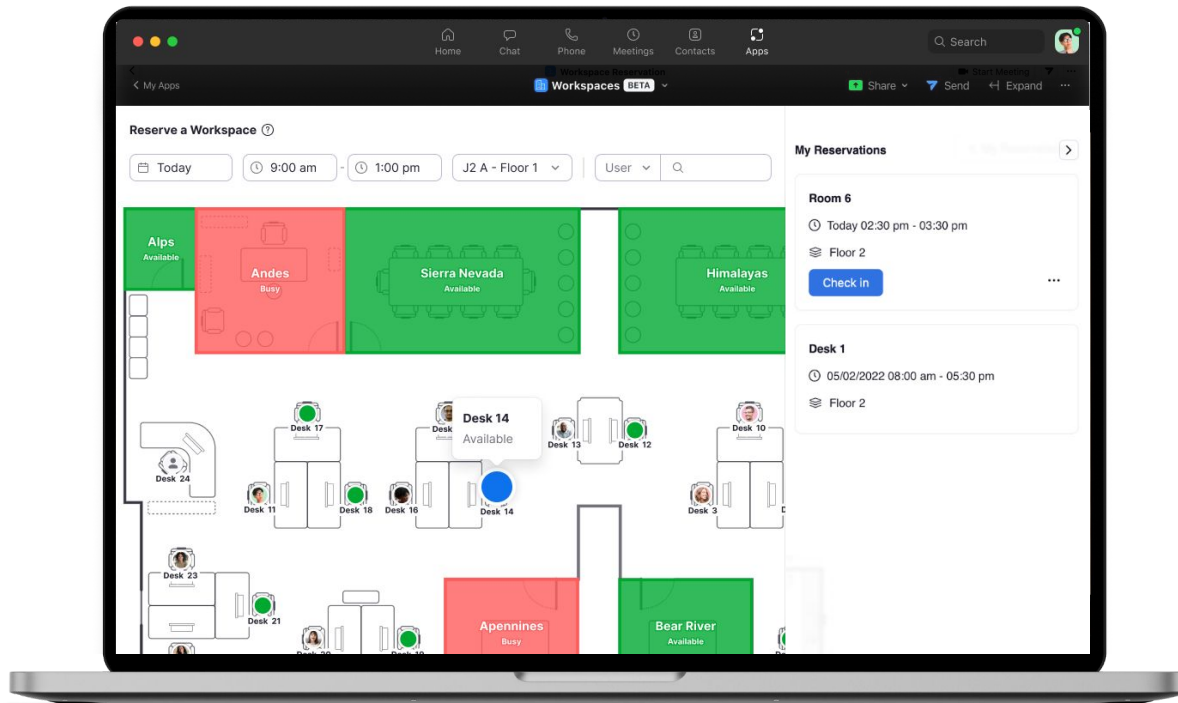 Home Chat Phone Meetings Contacts Apps
Search
Workspace Reservation
Start Meeting
My Apps
Workspaces BETA
Share Send Expand
Reserve a Workspace
Today 9:00 am - 1:00 pm J2 A - Floor 1 User
Alps
Available
Andes
Busy
Sierra Nevada
Available
Himalayas
Available
Desk 17
Desk
Desk 14
Available
Desk 13
Desk 12
Desk 10
Desk 24
Desk 11
Desk 18
Desk 16
Desk 14
Desk 3
Desk 23
Desk 21
Apennines
Busy
Bear River
Available
My Reservations
Room 6
Today 02:30 pm - 03:30 pm
Floor 2
Check in
Desk 1
05/02/2022 08:00 am - 05:30 pm
Floor 2